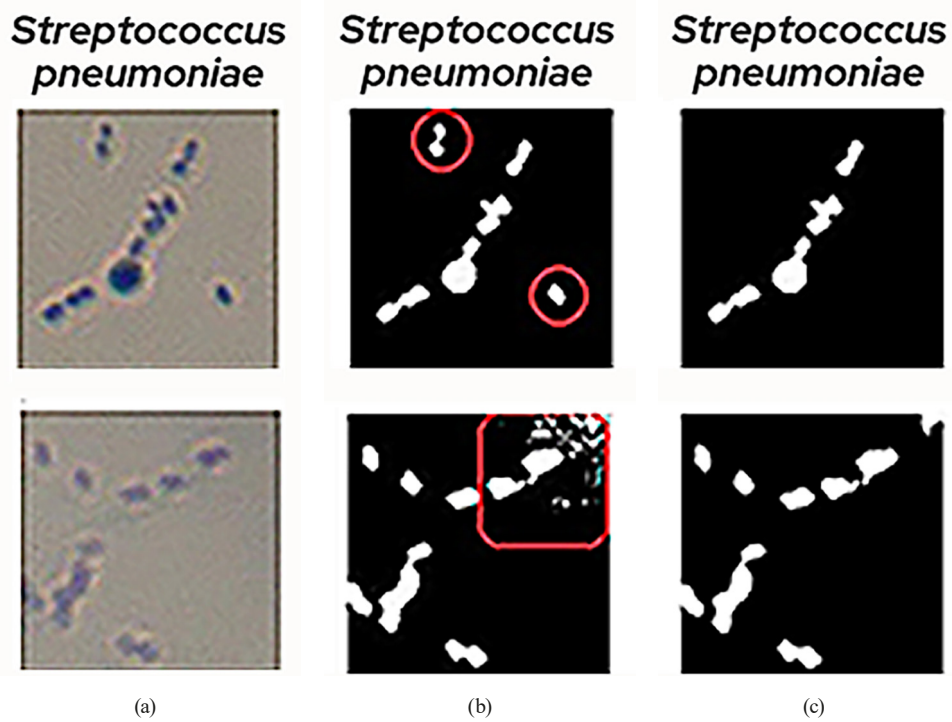 Streptococcus
pneumoniae
Streptococcus
pneumoniae
Streptococcus
pneumoniae
(a)
(b)
(c)